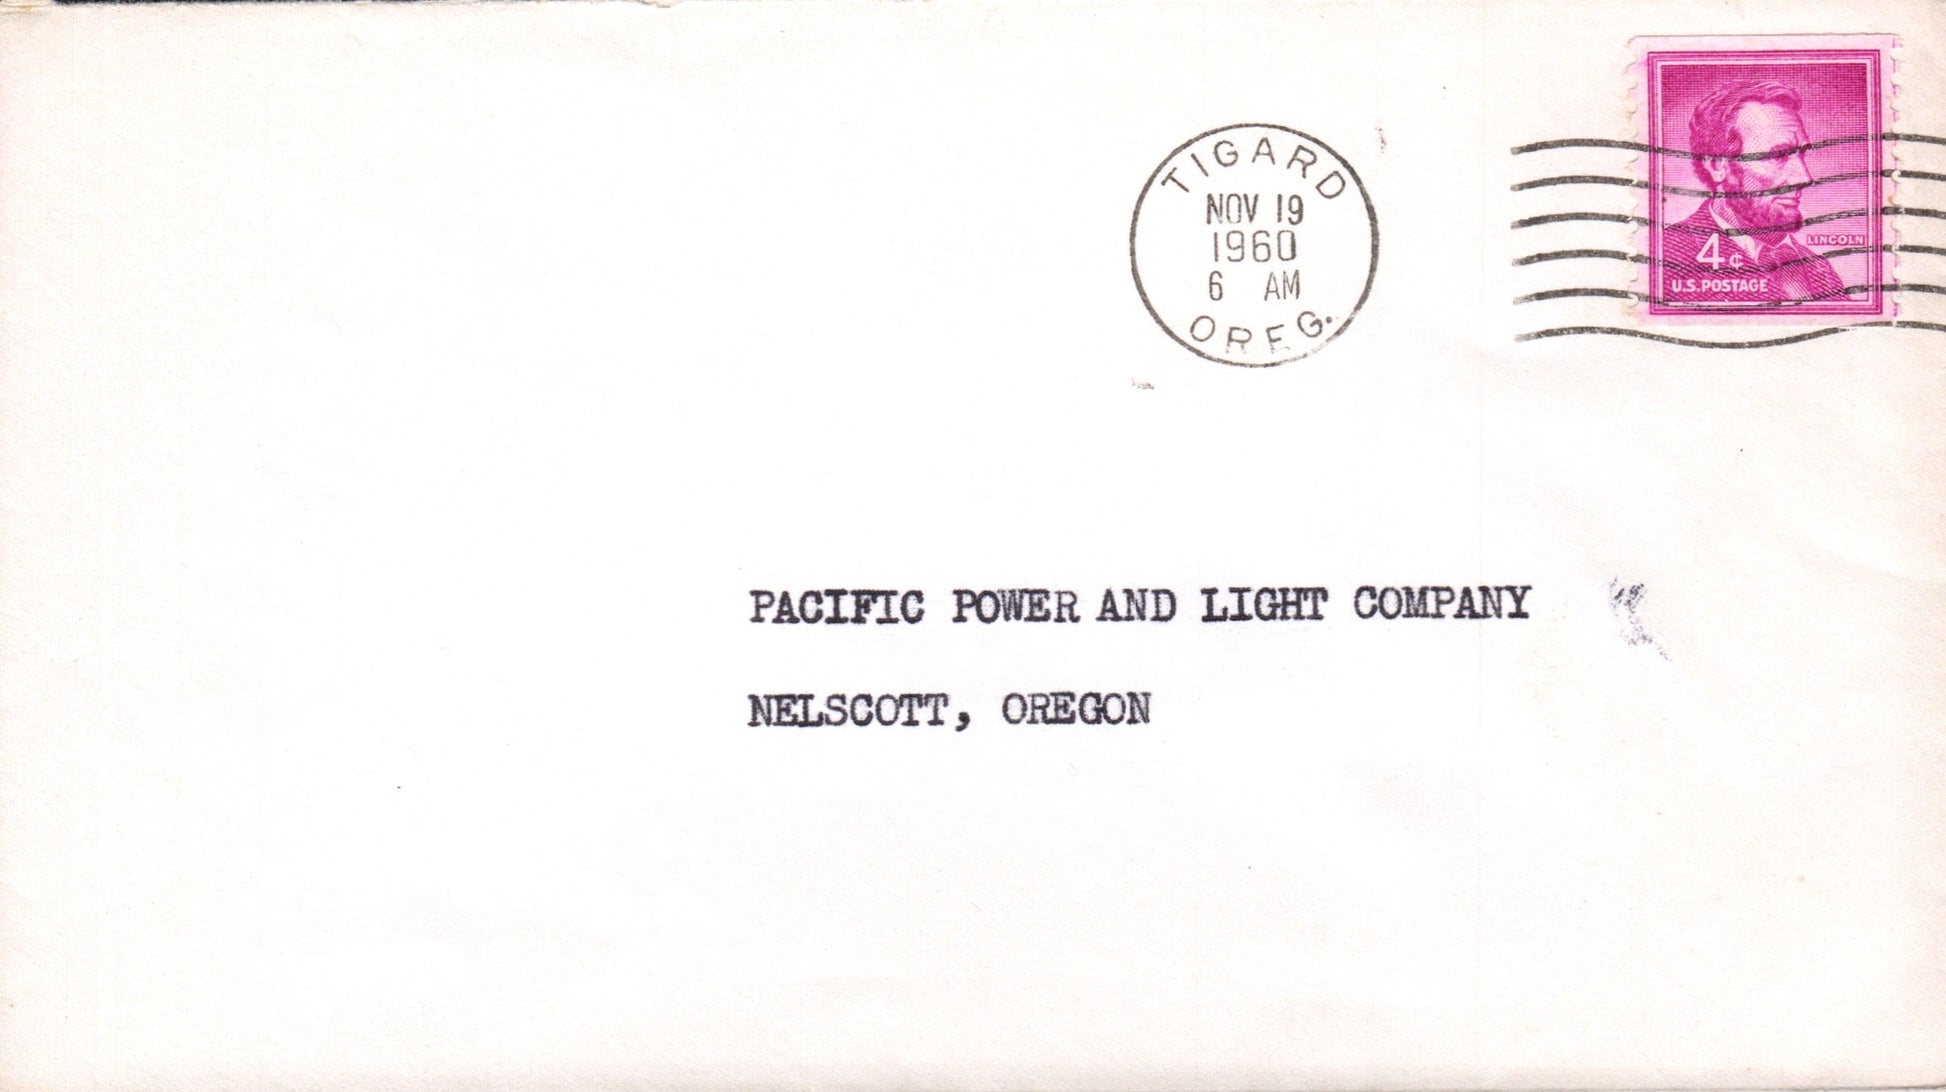 TIGARD
NOV 19
1960
6 AM
OREG.
LINCOLN
4¢
U.S.POSTAGE
PACIFIC POWER AND LIGHT COMPANY
NELSCOTT, OREGON